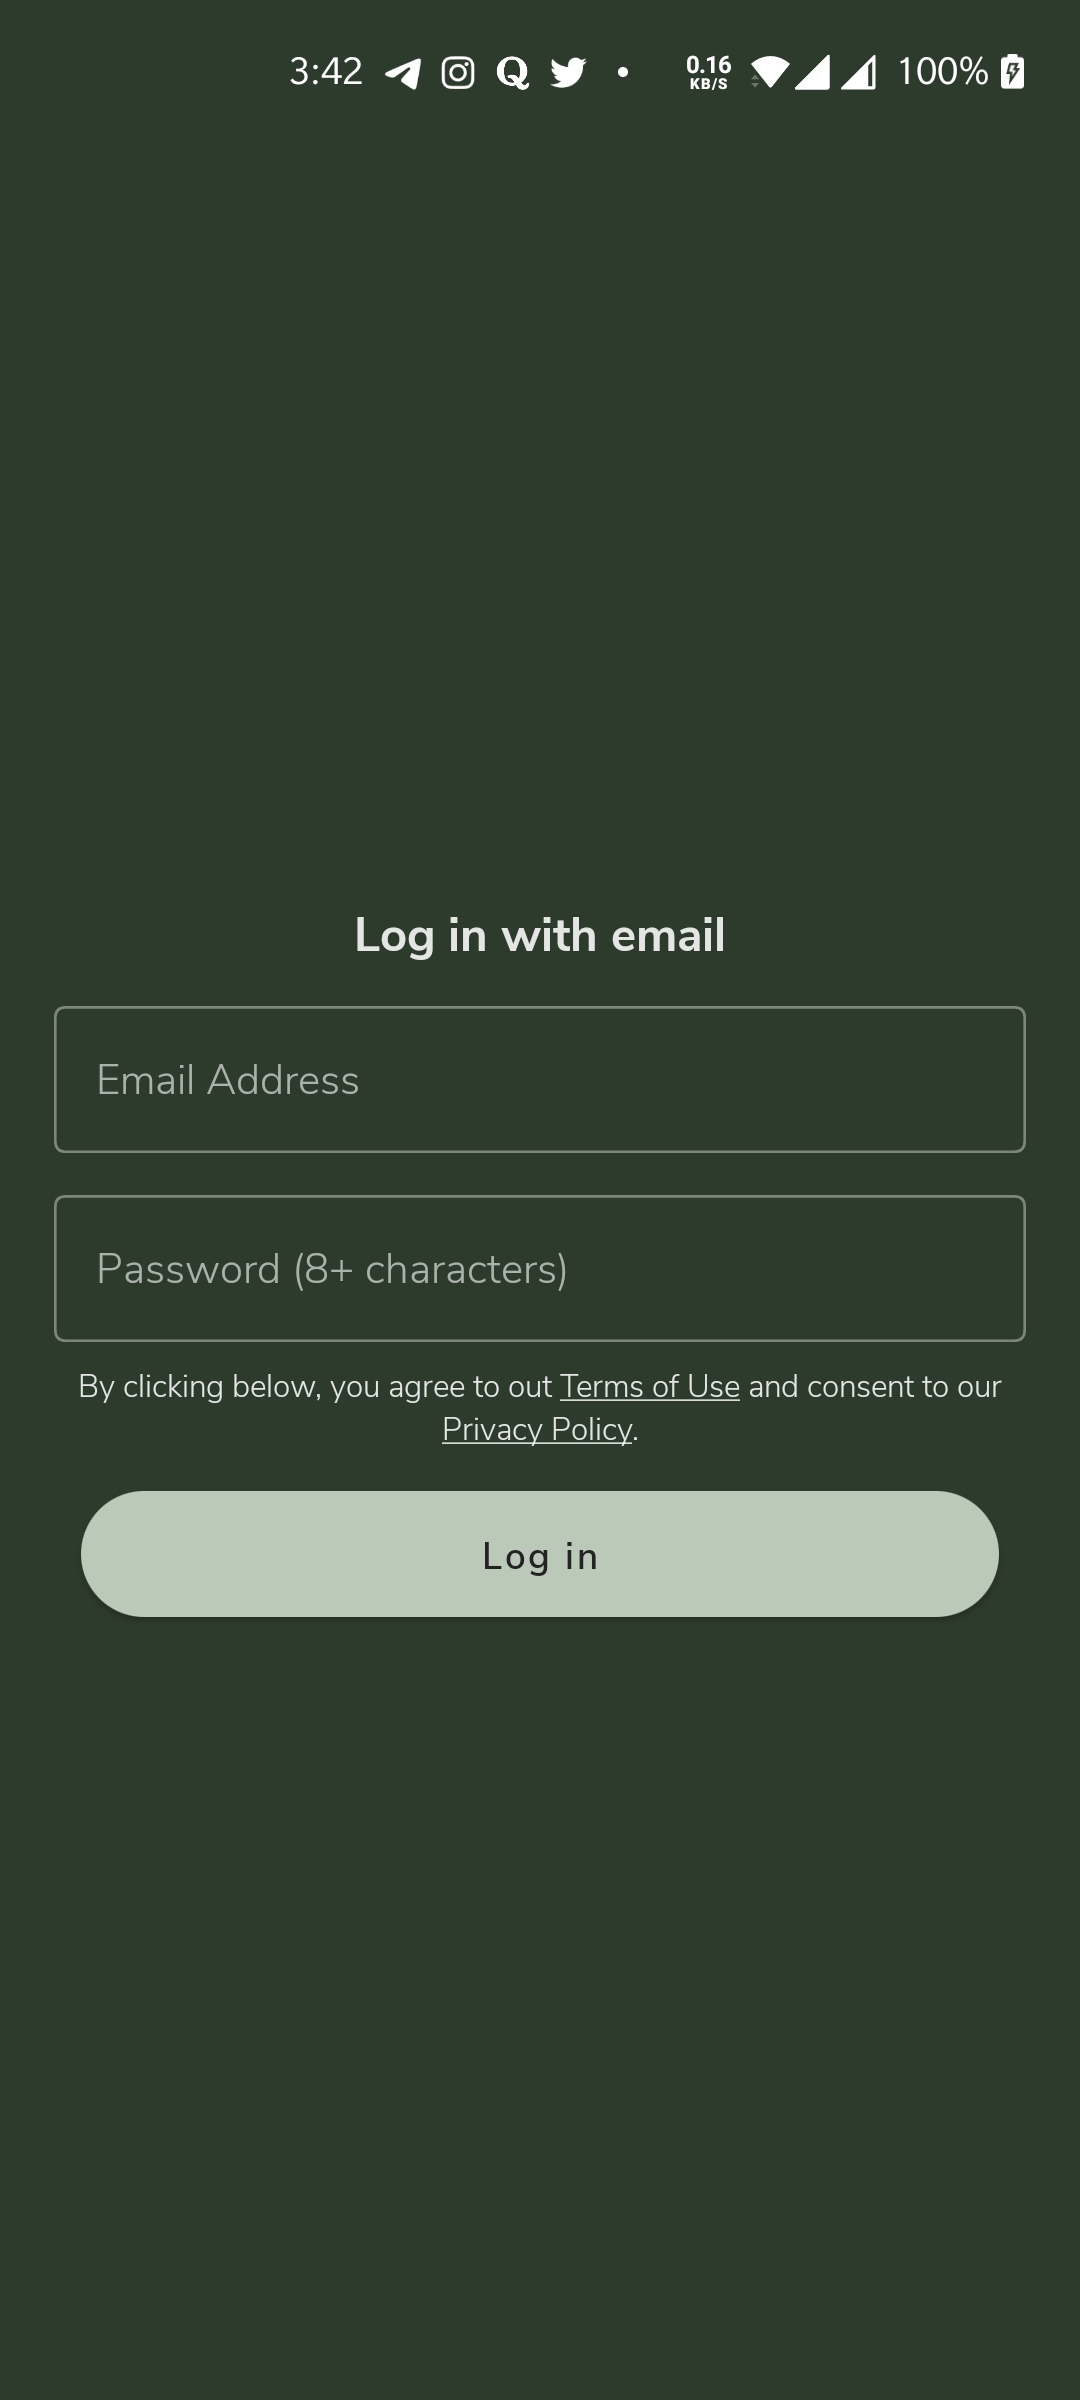 3:42 0.16 KB/S 100%
Log in with email
Email Address
Password (8+ characters)
By clicking below, you agree to out Terms of Use and consent to our
Privacy Policy.
Log in